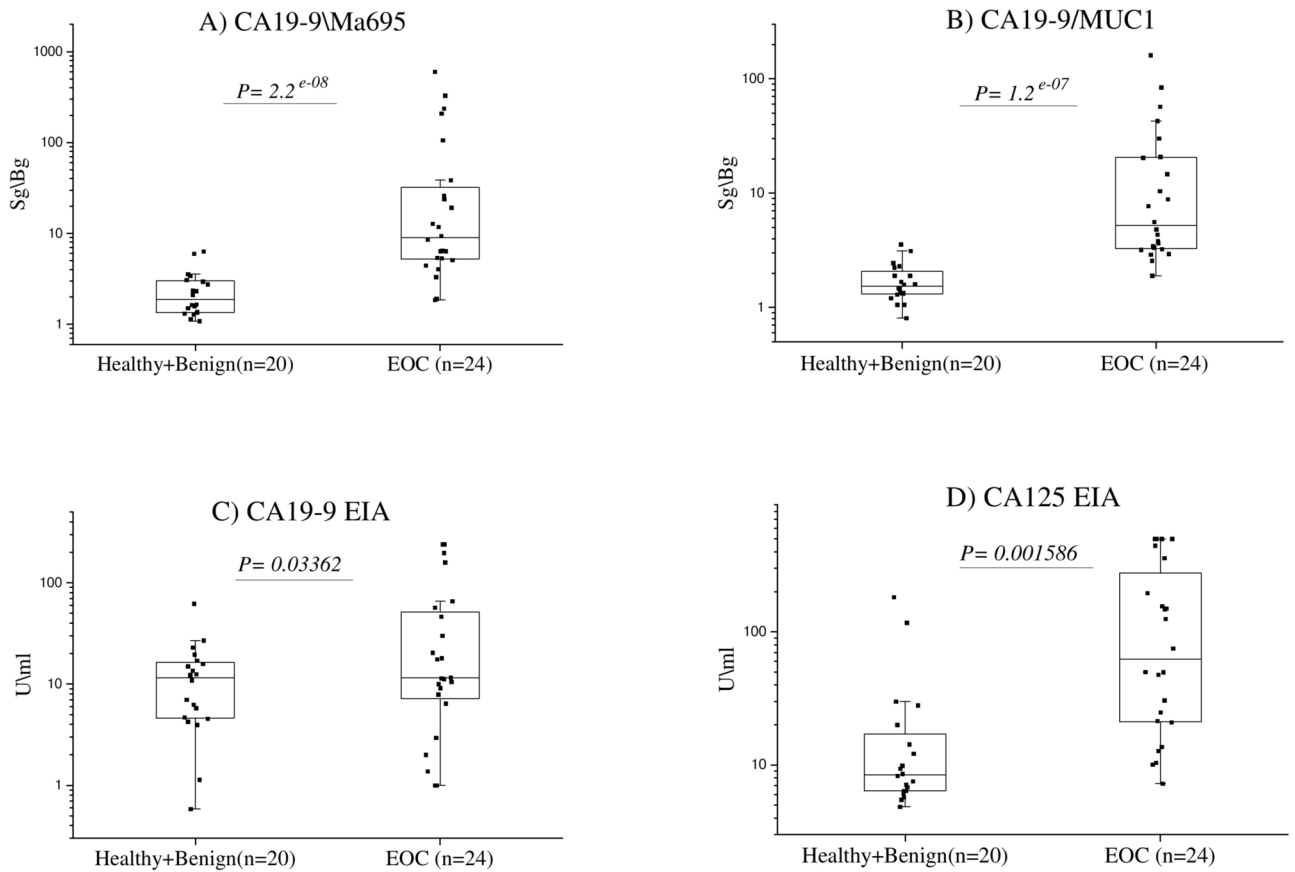 A) CA19-9\Ma695
P= 2.2 e-08
1000
100
10
1
Sg\Bg
Healthy+Benign(n=20)
EOC (n=24)
B) CA19-9/MUC1
P= 1.2 e-07
100
10
1
Sg\Bg
Healthy+Benign(n=20)
EOC (n=24)
C) CA19-9 EIA
P= 0.03362
100
10
1
U\ml
Healthy+Benign(n=20)
EOC (n=24)
D) CA125 EIA
P= 0.001586
100
10
U\ml
Healthy+Benign(n=20)
EOC (n=24)